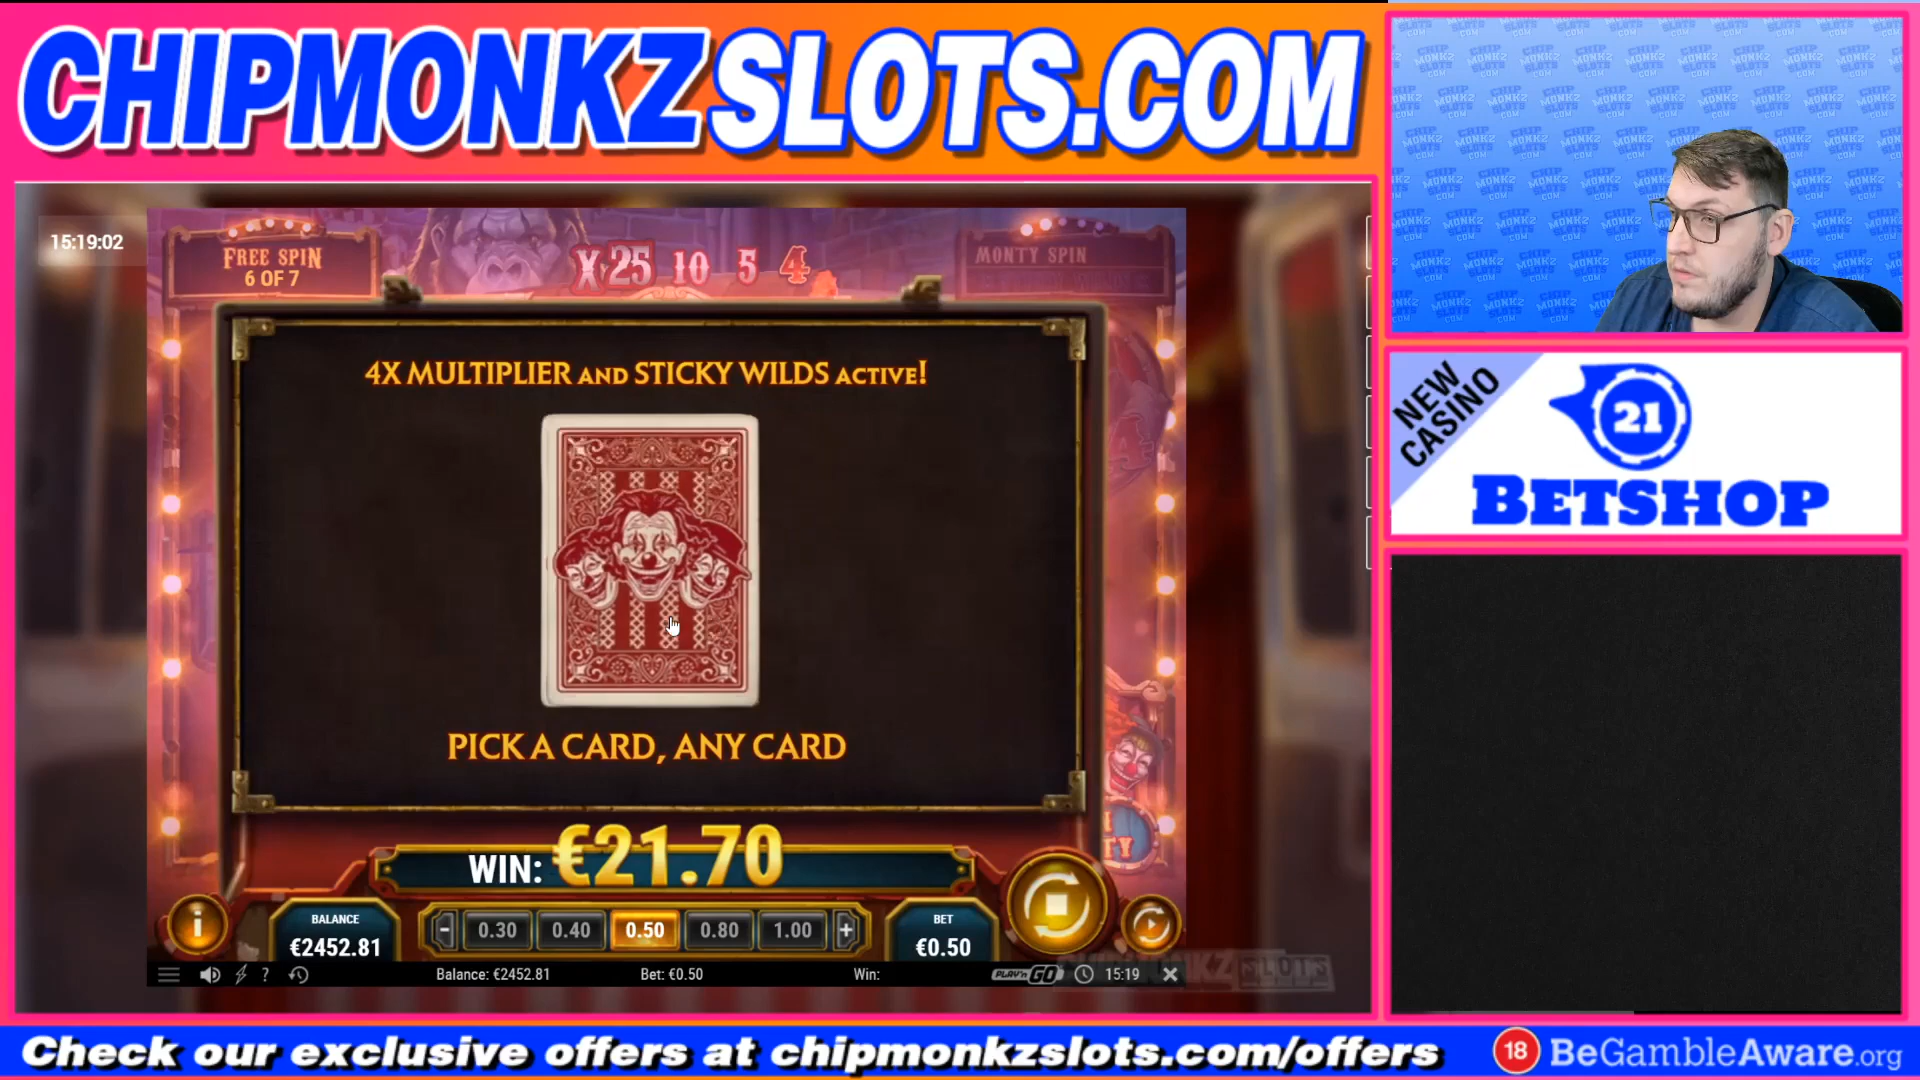 CHIPMONKZSLOTS.COM
15:19:02
FREE SPIN
6 OF 7
X25 10 5 4
MONTY SPIN
4X MULTIPLIER AND STICKY WILDS ACTIVE!
PICK A CARD, ANY CARD
WIN: €21.70
BALANCE
€2452.81
- 0.30 0.40 0.50 0.80 1.00 +
BET
€0.50
Balance: €2452.81 Bet: €0.50 Win: PLAY'n GO 15:19
NEW CASINO
21
BETSHOP
Check our exclusive offers at chipmonkzslots.com/offers
18 BeGambleAware.org